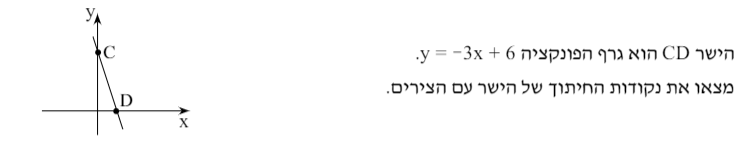 הישר CD הוא גרף הפונקציה y = −3x + 6.
מצאו את נקודות החיתוך של הישר עם הצירים.
y
C
D
x